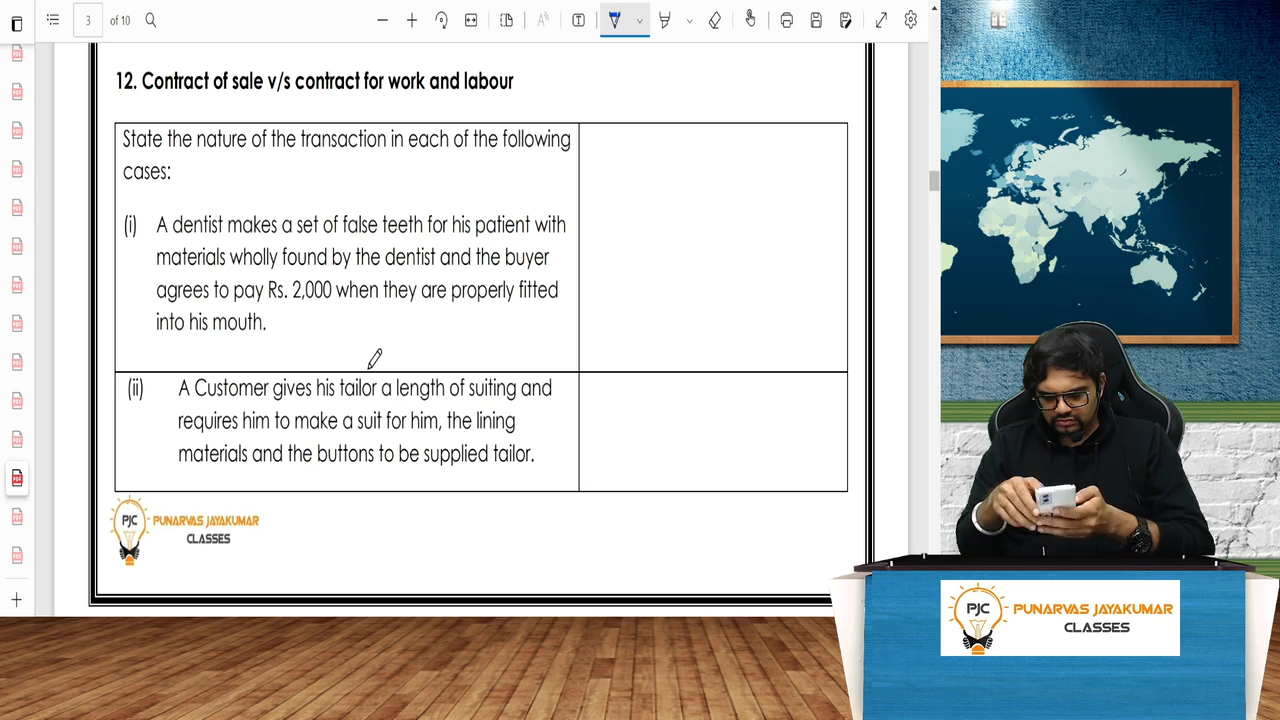 3 of 10
12. Contract of sale v/s contract for work and labour
State the nature of the transaction in each of the following
cases:
(i) A dentist makes a set of false teeth for his patient with
materials wholly found by the dentist and the buyer
agrees to pay Rs. 2,000 when they are properly fitted
into his mouth.
(ii) A Customer gives his tailor a length of suiting and
requires him to make a suit for him, the lining
materials and the buttons to be supplied tailor.
PJC PUNARVAS JAYAKUMAR
CLASSES
PJC PUNARVAS JAYAKUMAR
CLASSES